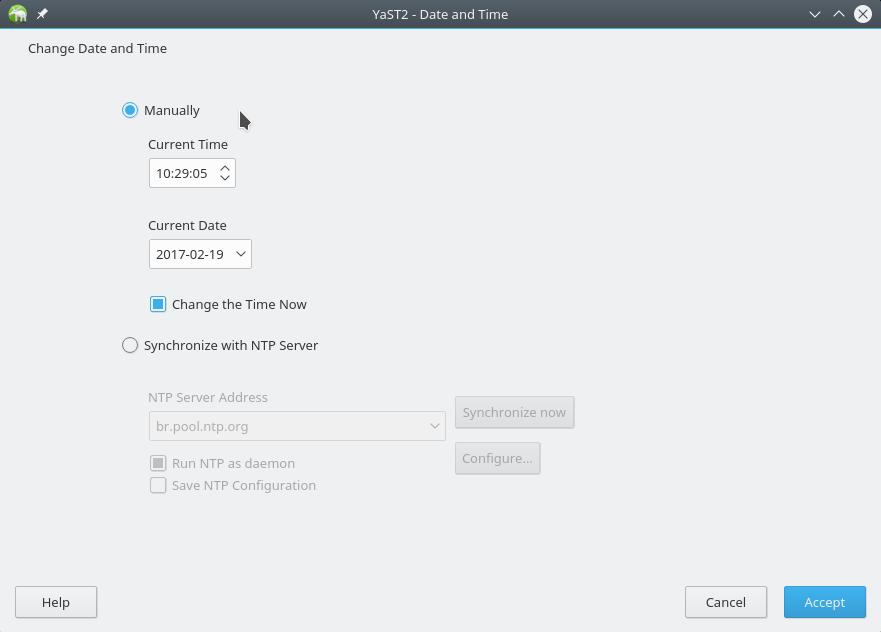 YaST2 - Date and Time
Change Date and Time
Manually
Current Time
10:29:05
Current Date
2017-02-19
Change the Time Now
Synchronize with NTP Server
NTP Server Address
br.pool.ntp.org
Synchronize now
Run NTP as daemon
Configure...
Save NTP Configuration
Help
Cancel
Accept